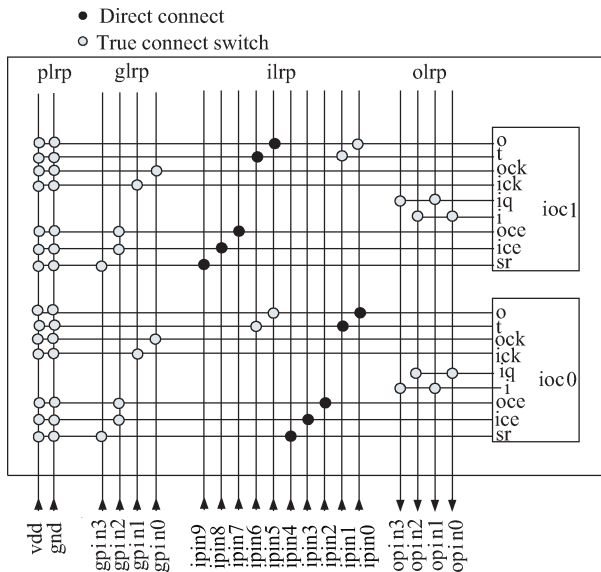 Direct connect
True connect switch
plrp glrp ilrp olrp
o
t
ock
ick
iq
i
oce
ice
sr
ioc1
o
t
ock
ick
iq
i
oce
ice
sr
ioc0
vdd
gnd
gpin3
gpin2
gpin1
gpin0
ipin9
ipin8
ipin7
ipin6
ipin5
ipin4
ipin3
ipin2
ipin1
ipin0
opin3
opin2
opin1
opin0